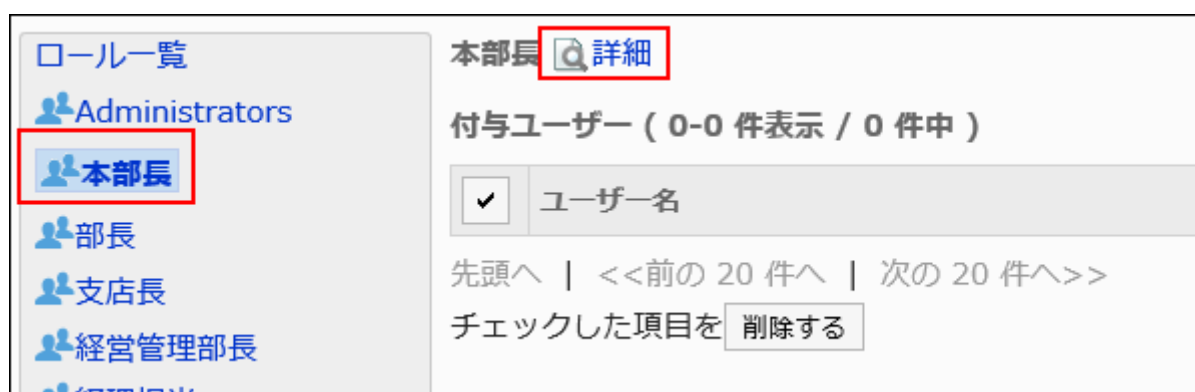 ロール一覧
Administrators
本部長
部長
支店長
経営管理部長
本部長 詳細
付与ユーザー ( 0-0 件表示 / 0 件中 )
ユーザー名
先頭へ | <<前の 20 件へ | 次の 20 件へ>>
チェックした項目を 削除する